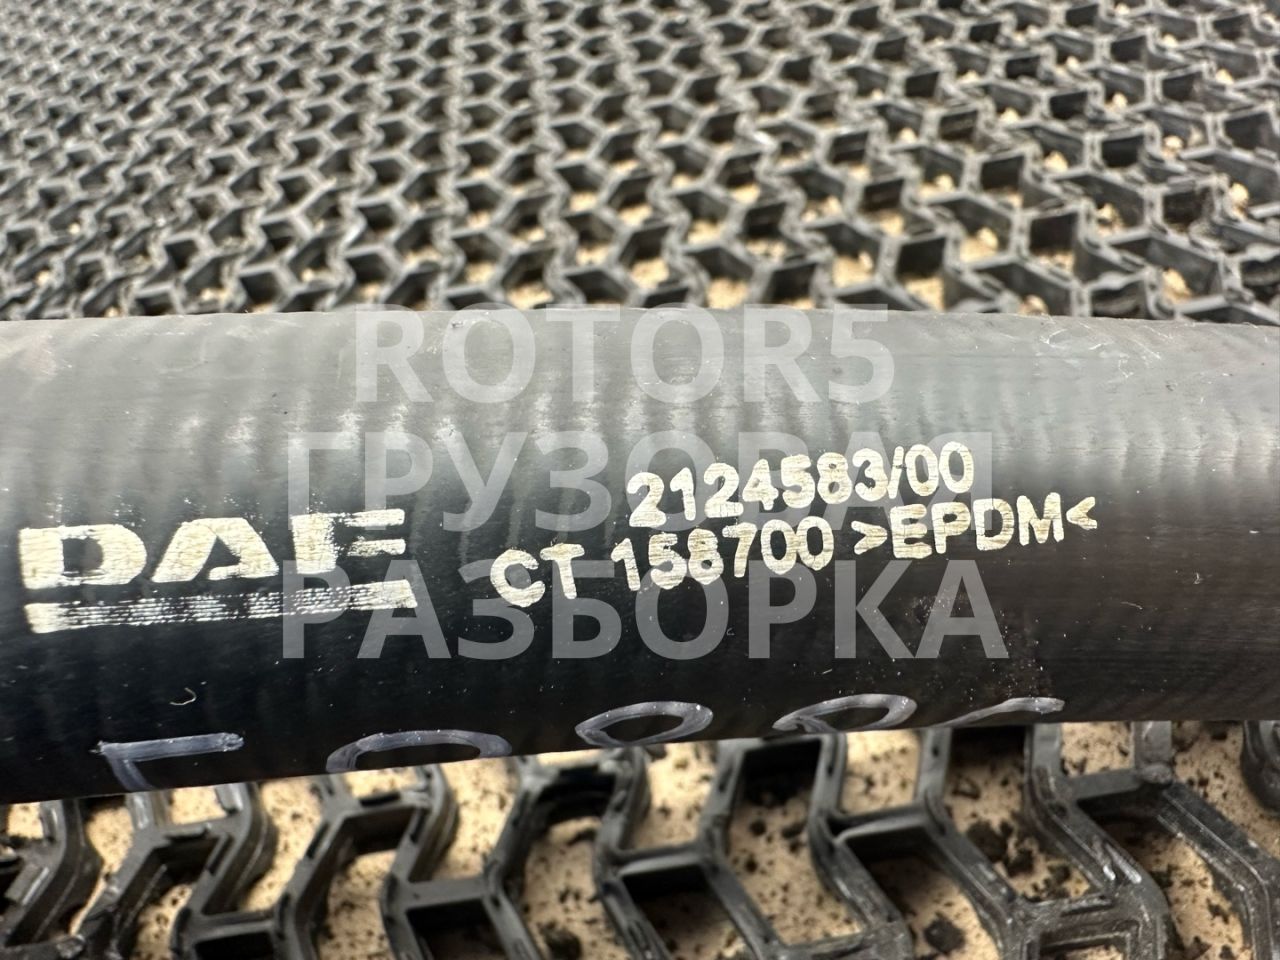 ROTOR5
ГРУЗОВАЯ
РАЗБОРКА
DAF
2124583/00
CT 158700 >EPDM<